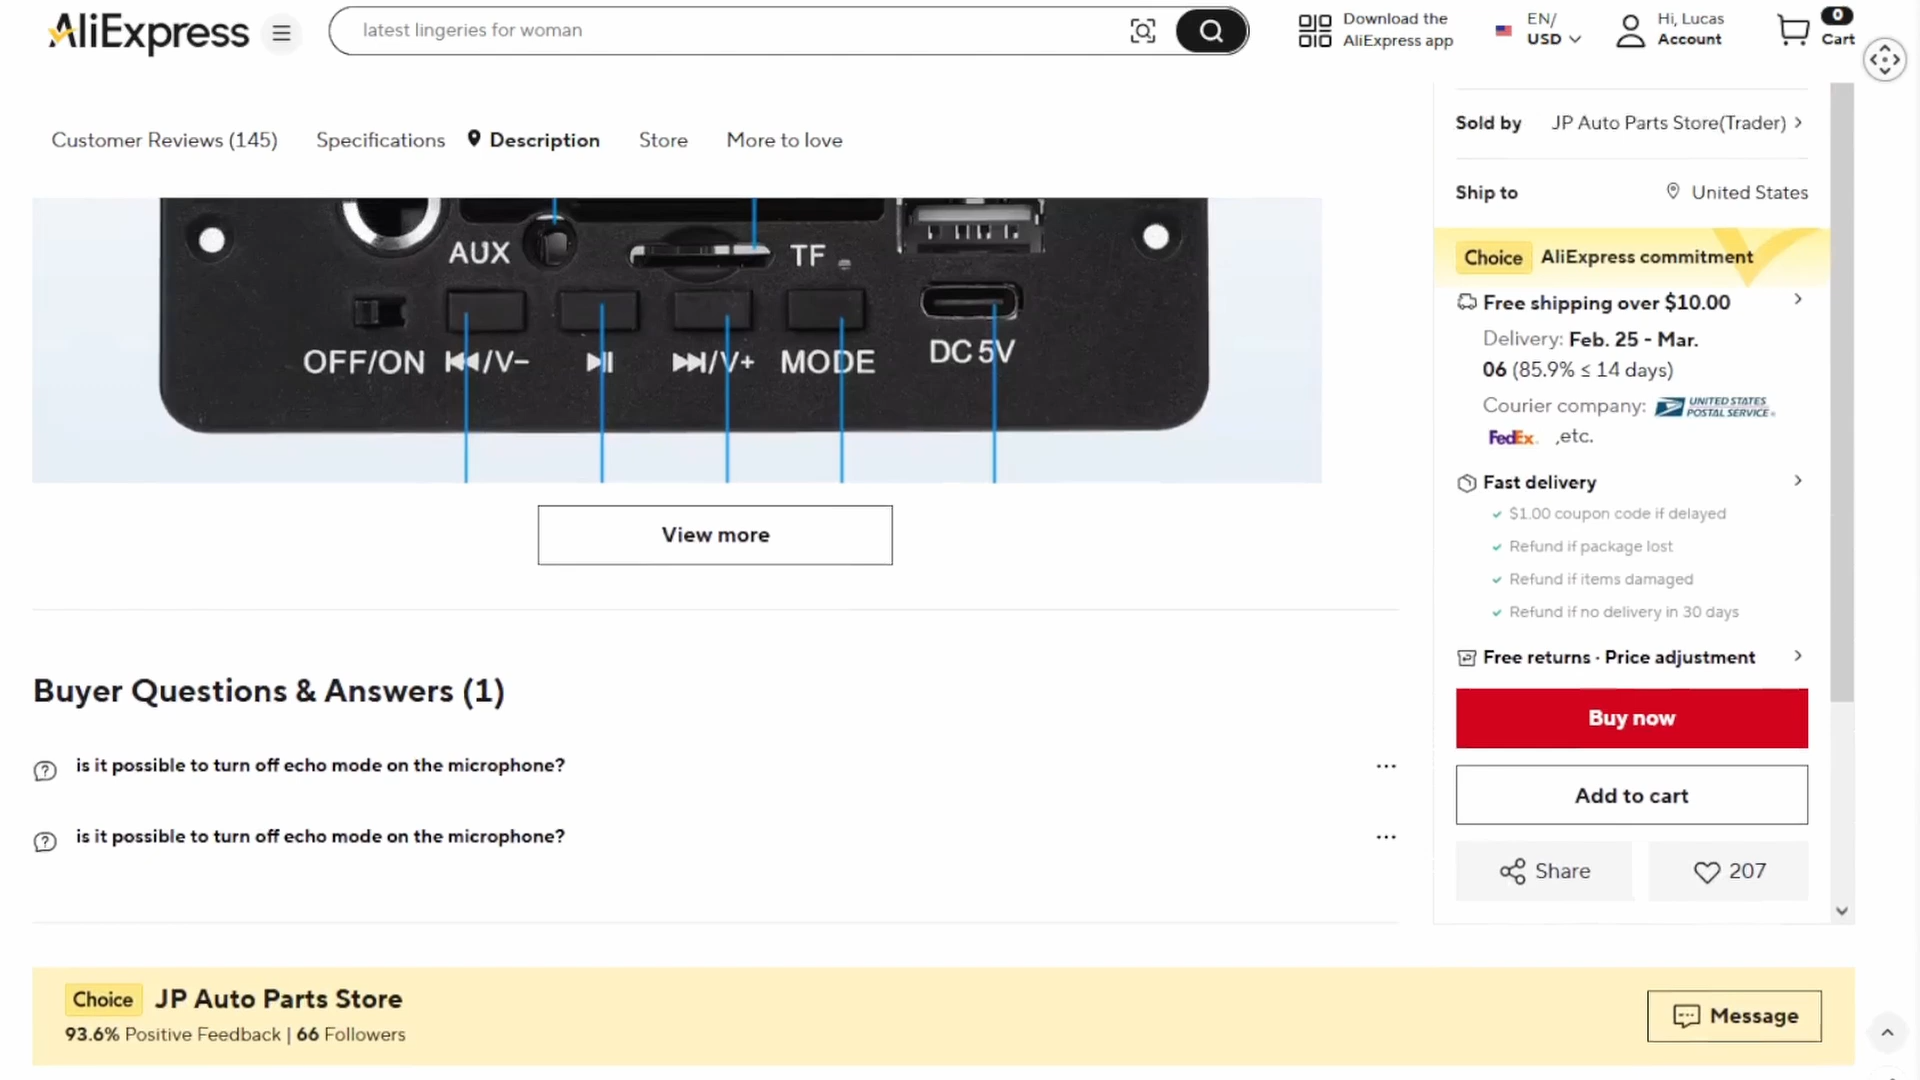 AliExpress
latest lingeries for woman
Download the
AliExpress app
EN/
USD
Hi, Lucas
Account
0
Cart
Customer Reviews (145)
Specifications
Description
Store
More to love
AUX
TF
OFF/ON
/V−
/V+
MODE
DC 5V
View more
Buyer Questions & Answers (1)
is it possible to turn off echo mode on the microphone?
is it possible to turn off echo mode on the microphone?
Sold by
JP Auto Parts Store(Trader)
Ship to
United States
Choice AliExpress commitment
Free shipping over $10.00
Delivery: Feb. 25 - Mar.
06 (85.9% ≤ 14 days)
Courier company: UNITED STATES
POSTAL SERVICE
FedEx ,etc.
Fast delivery
$1.00 coupon code if delayed
Refund if package lost
Refund if items damaged
Refund if no delivery in 30 days
Free returns · Price adjustment
Buy now
Add to cart
Share
207
Choice JP Auto Parts Store
93.6% Positive Feedback | 66 Followers
Message